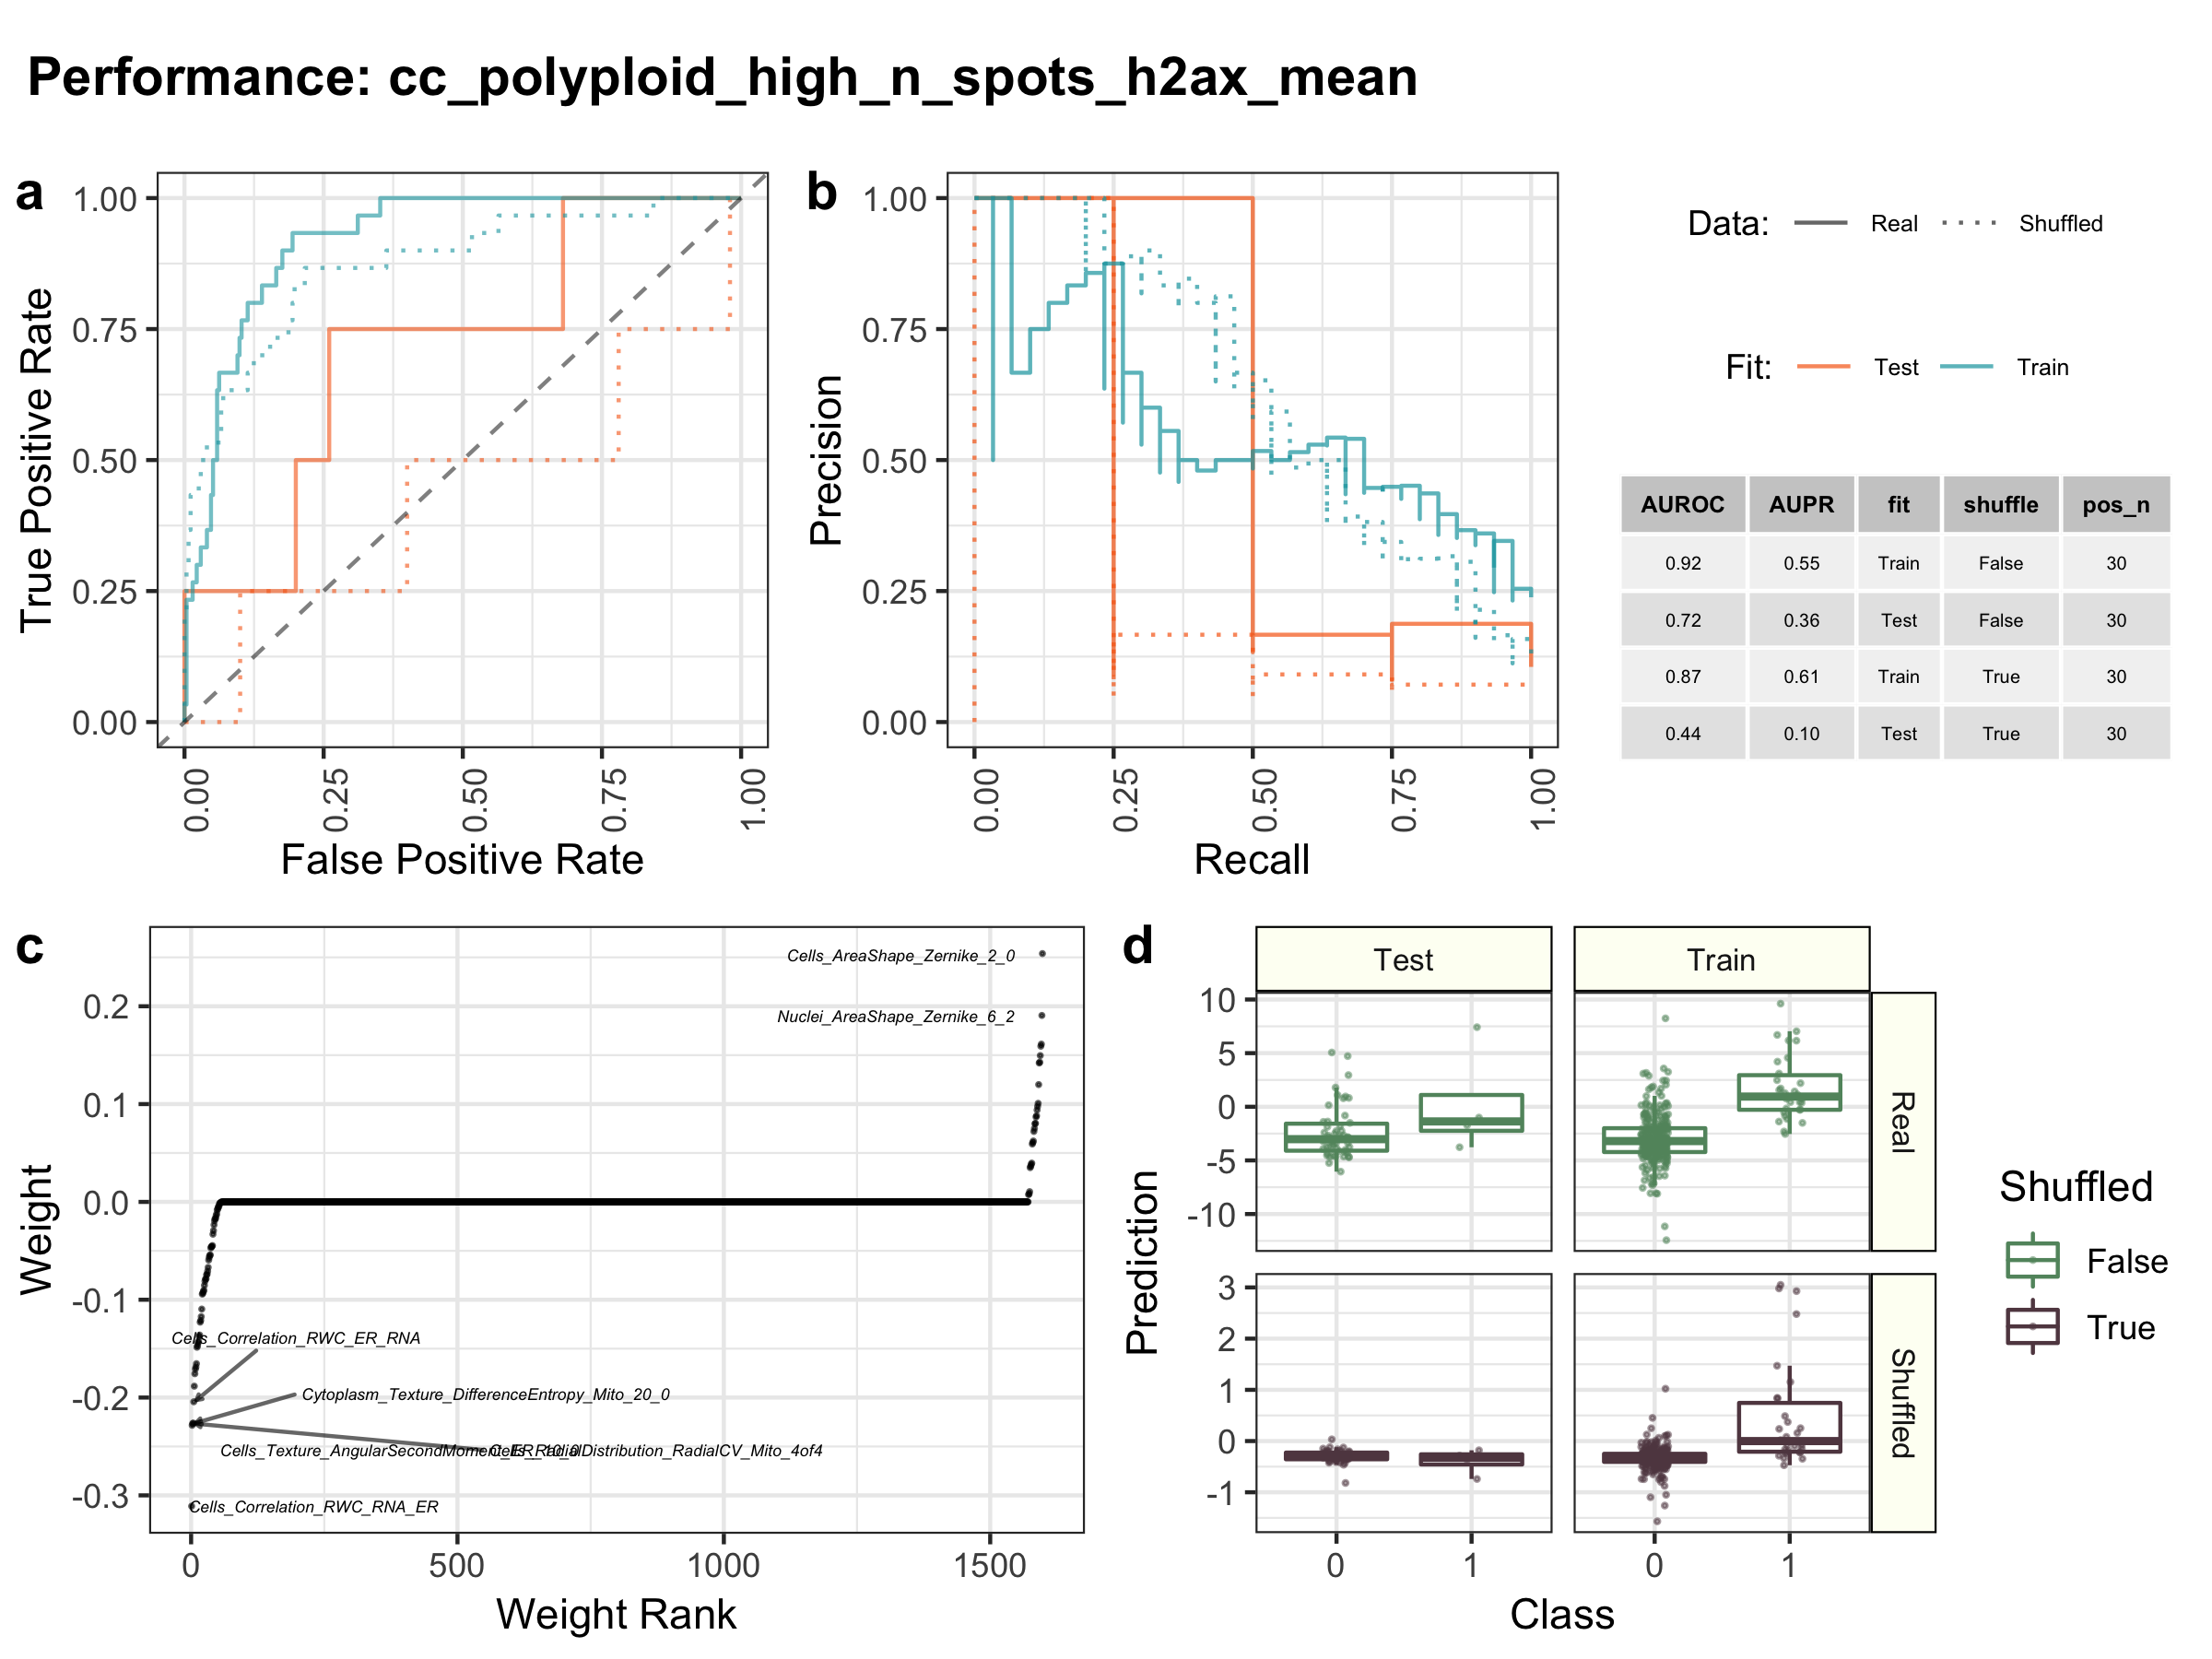 Performance: cc_polyploid_high_n_spots_h2ax_mean
a
True Positive Rate
1.00
0.75
0.50
0.25
0.00
0.00 0.25 0.50 0.75 1.00
False Positive Rate
b
Precision
1.00
0.75
0.50
0.25
0.00
0.00 0.25 0.50 0.75 1.00
Recall
Data: Real Shuffled
Fit: Test Train
AUROC AUPR fit shuffle pos_n
0.92 0.55 Train False 30
0.72 0.36 Test False 30
0.87 0.61 Train True 30
0.44 0.10 Test True 30
c
Weight
0.2
0.1
0.0
-0.1
-0.2
-0.3
Cells_AreaShape_Zernike_2_0
Nuclei_AreaShape_Zernike_6_2
Cells_Correlation_RWC_ER_RNA
Cytoplasm_Texture_DifferenceEntropy_Mito_20_0
Cells_Texture_AngularSecondMoment_ER_10_0
Cells_RadialDistribution_RadialCV_Mito_4of4
Cells_Correlation_RWC_RNA_ER
0 500 1000 1500
Weight Rank
d
Test Train
Prediction
10
5
0
-5
-10
Real
3
2
1
0
-1
Shuffled
0 1 0 1
Class
Shuffled
False
True